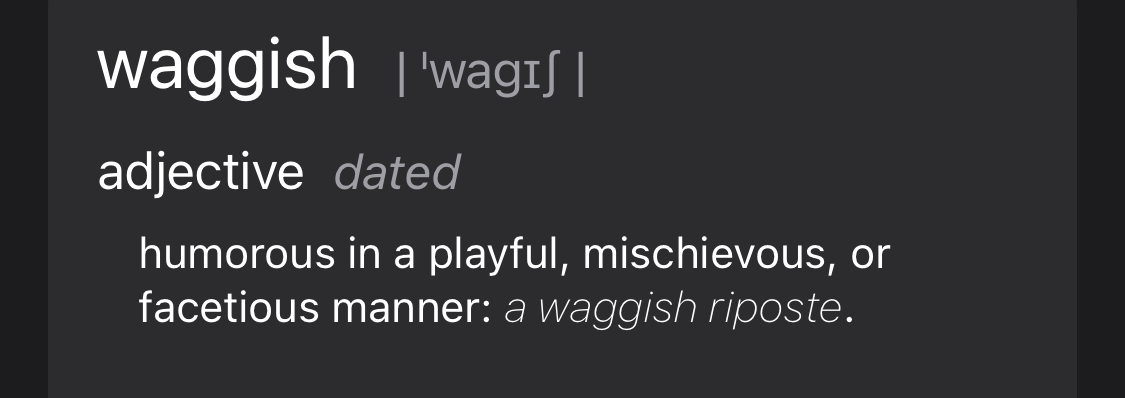 waggish | ˈwagɪʃ |
adjective dated
humorous in a playful, mischievous, or
facetious manner: a waggish riposte.